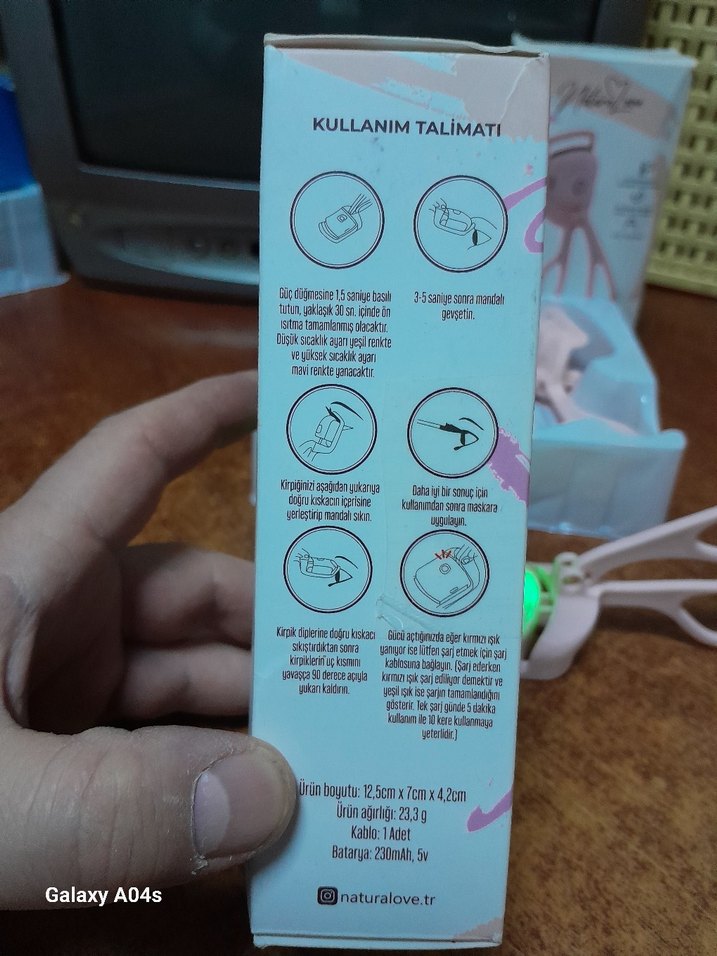 KULLANIM TALİMATI
Güç düğmesine 1,5 saniye basılı
tutun, yaklaşık 30 sn. içinde ön
ısıtma tamamlanmış olacaktır.
Düşük sıcaklık ayarı yeşil renkte
ve yüksek sıcaklık ayarı
mavi renkte yanacaktır.
Kirpiğinizi aşağıdan yukarıya
doğru kıskacın içerisine
yerleştirip mandalı sıkın.
Kirpik diplerine doğru kıskacı
sıkıştırdıktan sonra
kirpiklerin uç kısmını
yavaşça 90 derece açıyla
yukarı kaldırın.
3-5 saniye sonra mandalı
gevşetin.
Daha iyi bir sonuç için
kullanımdan sonra maskara
uygulayın.
Gücü açtığınızda eğer kırmızı ışık
yanıyor ise lütfen şarj etmek için şarj
kablosuna bağlayın. (Şarj ederken
kırmızı ışık şarj ediliyor demektir ve
yeşil ışık ise şarjın tamamlandığını
gösterir. Tek şarj günde 5 dakika
kullanım ile 10 kere kullanmaya
yeterlidir.)
Ürün boyutu: 12,5cm x 7cm x 4,2cm
Ürün ağırlığı: 23,3 g
Kablo: 1 Adet
Batarya: 230mAh, 5v
naturalove.tr
Galaxy A04s